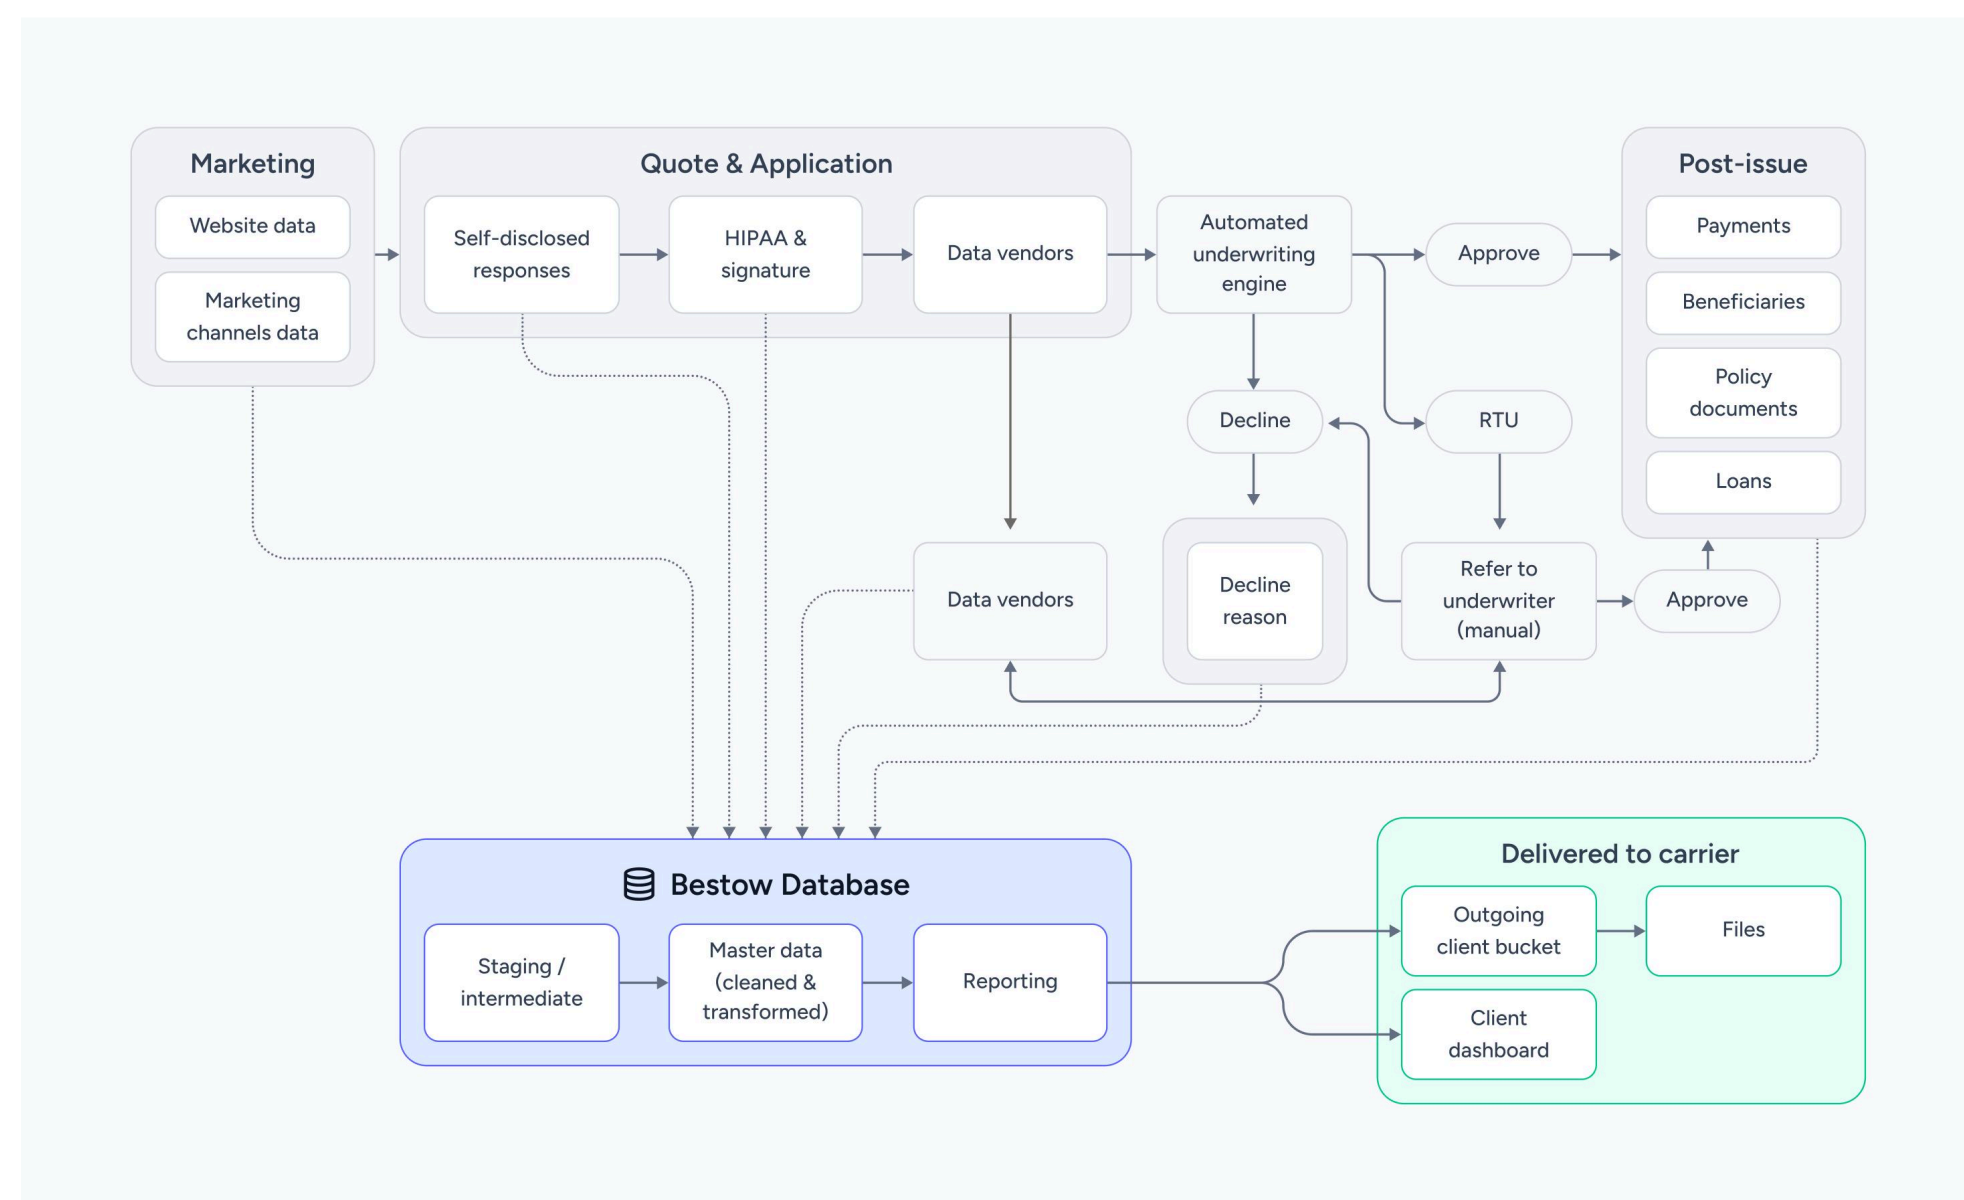 Marketing
Website data
Marketing
channels data
Quote & Application
Self-disclosed
responses
HIPAA &
signature
Data vendors
Automated
underwriting
engine
Approve
Post-issue
Payments
Beneficiaries
Policy
documents
Loans
Decline
RTU
Data vendors
Decline
reason
Refer to
underwriter
(manual)
Approve
Bestow Database
Staging /
intermediate
Master data
(cleaned &
transformed)
Reporting
Delivered to carrier
Outgoing
client bucket
Files
Client
dashboard